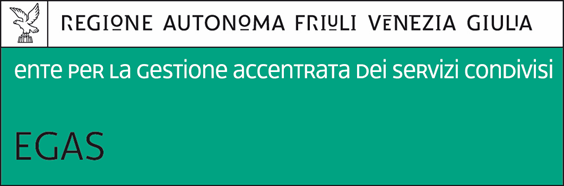 REGIONE AUTONOMA FRIULI VENEZIA GIULIA
ente per la gestione accentrata dei servizi condivisi
EGAS